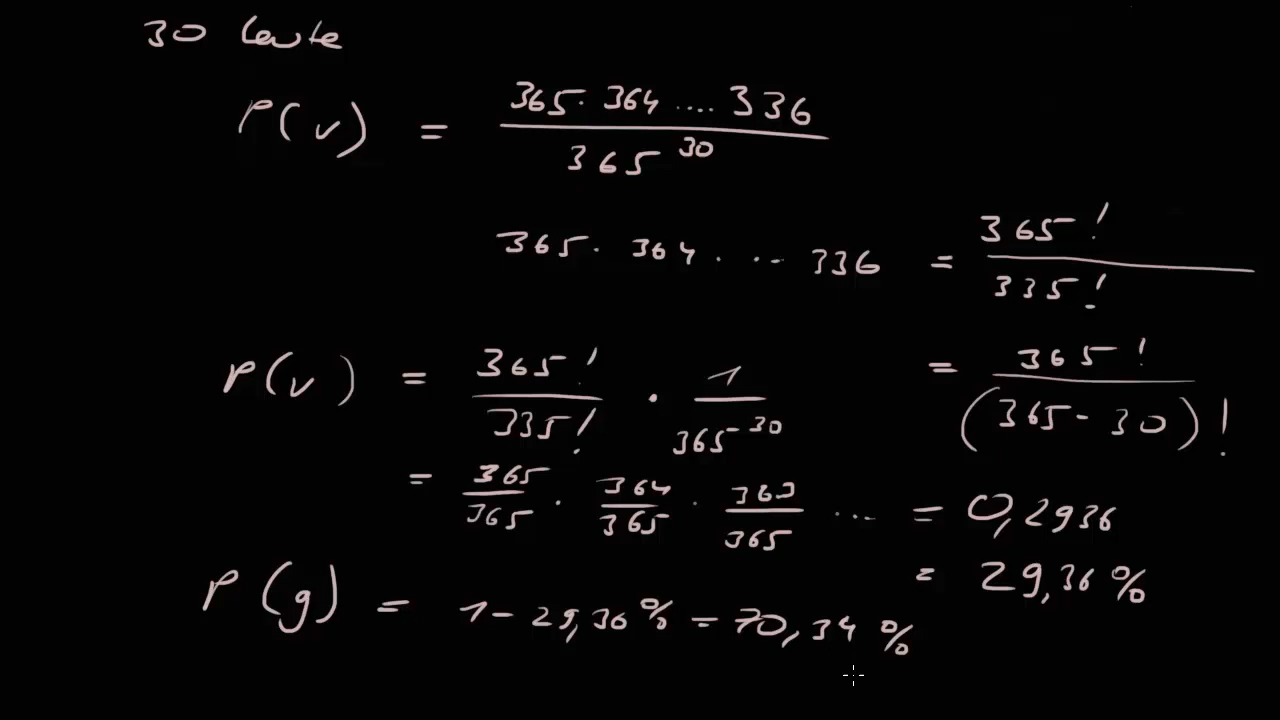 30 Leute
P(v) = 365 · 364 .... 336 / 365^30
365 · 364 · ... 336 = 365! / 335!
P(v) = 365! / 335! · 1 / 365^30 = 365! / (365 - 30)!
= 365/365 · 364/365 · 363/365 ... = 0,2936
= 29,36 %
P(g) = 1 - 29,36 % = 70,34 %